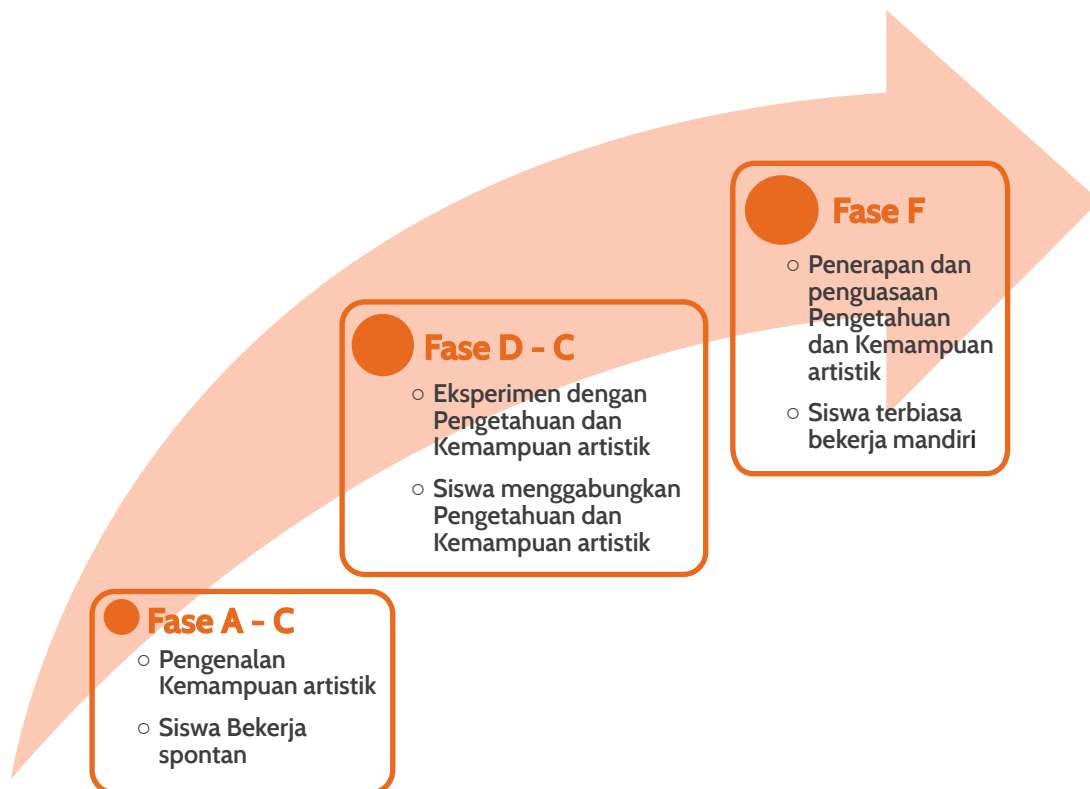 Fase F
○ Penerapan dan
penguasaan
Pengetahuan
dan Kemampuan
artistik
○ Siswa terbiasa
bekerja mandiri
Fase D - C
○ Eksperimen dengan
Pengetahuan dan
Kemampuan artistik
○ Siswa menggabungkan
Pengetahuan dan
Kemampuan artistik
Fase A - C
○ Pengenalan
Kemampuan artistik
○ Siswa Bekerja
spontan